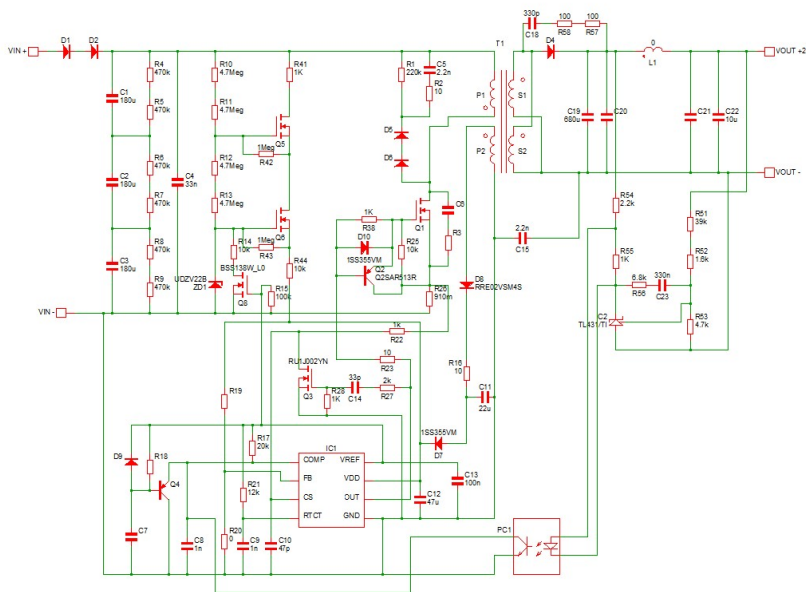 330p
C18
100
R58
100
R57
D1
D2
VIN +
R4
470k
R10
4.7Meg
R41
1K
R1
220k
C5
2.2n
R2
10
T1
D4
0
L1
VOUT +2
C1
180u
R5
470k
R11
4.7Meg
Q5
P1
S1
C19
680u
C20
C21
C22
10u
1Meg
R42
D5
P2
S2
C2
180u
R6
470k
C4
33n
R12
4.7Meg
D6
VOUT -
R7
470k
R13
4.7Meg
Q6
1K
R38
Q1
C6
R54
2.2k
R51
39k
C3
180u
R8
470k
R14
10k
1Meg
R43
D10
1SS355VM
R25
10k
R3
2.2n
C15
R55
1K
R52
1.6k
R9
470k
UDZV22B
ZD1
BSS138W_L0
Q8
R44
10k
R15
100k
Q2
Q2SAR513R
R26
910m
D8
RRE02VSM4S
6.8k
R56
330n
C23
VIN -
C2
TL431/TI
R53
4.7k
1k
R22
10
R23
R16
10
RU1J002YN
Q3
R28
1K
33p
C14
2k
R27
C11
22u
R19
1SS355VM
D7
R17
20k
IC1
D9
R18
Q4
COMP
VREF
FB
VDD
CS
OUT
RTCT
GND
R21
12k
C13
100n
C12
47u
C7
C8
1n
R20
0
C9
1n
C10
47p
PC1